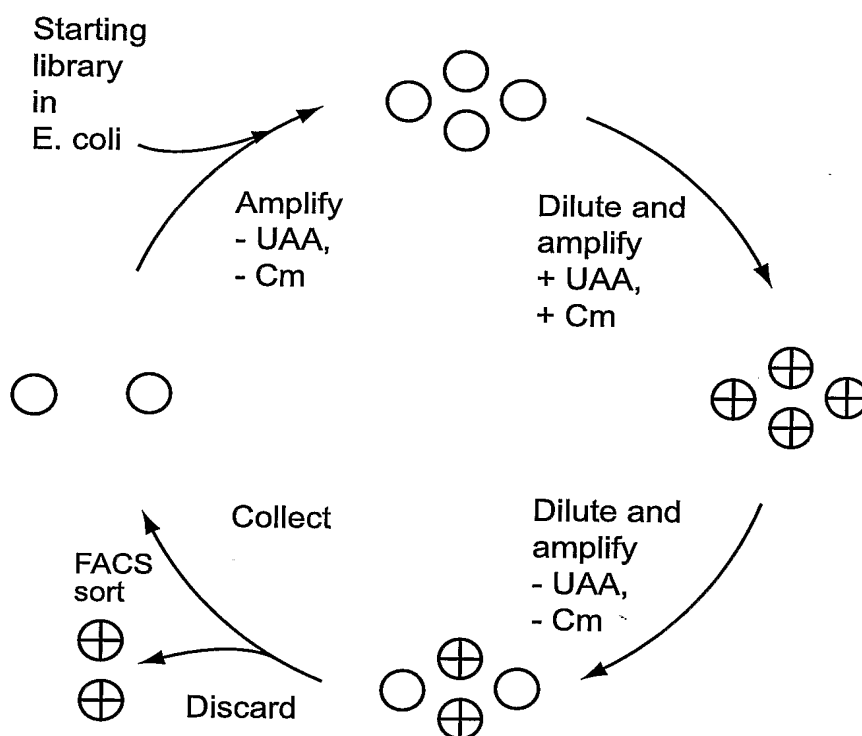 Starting
library
in
E. coli
Amplify
- UAA,
- Cm
Dilute and
amplify
+ UAA,
+ Cm
Dilute and
amplify
- UAA,
- Cm
Collect
FACS
sort
Discard